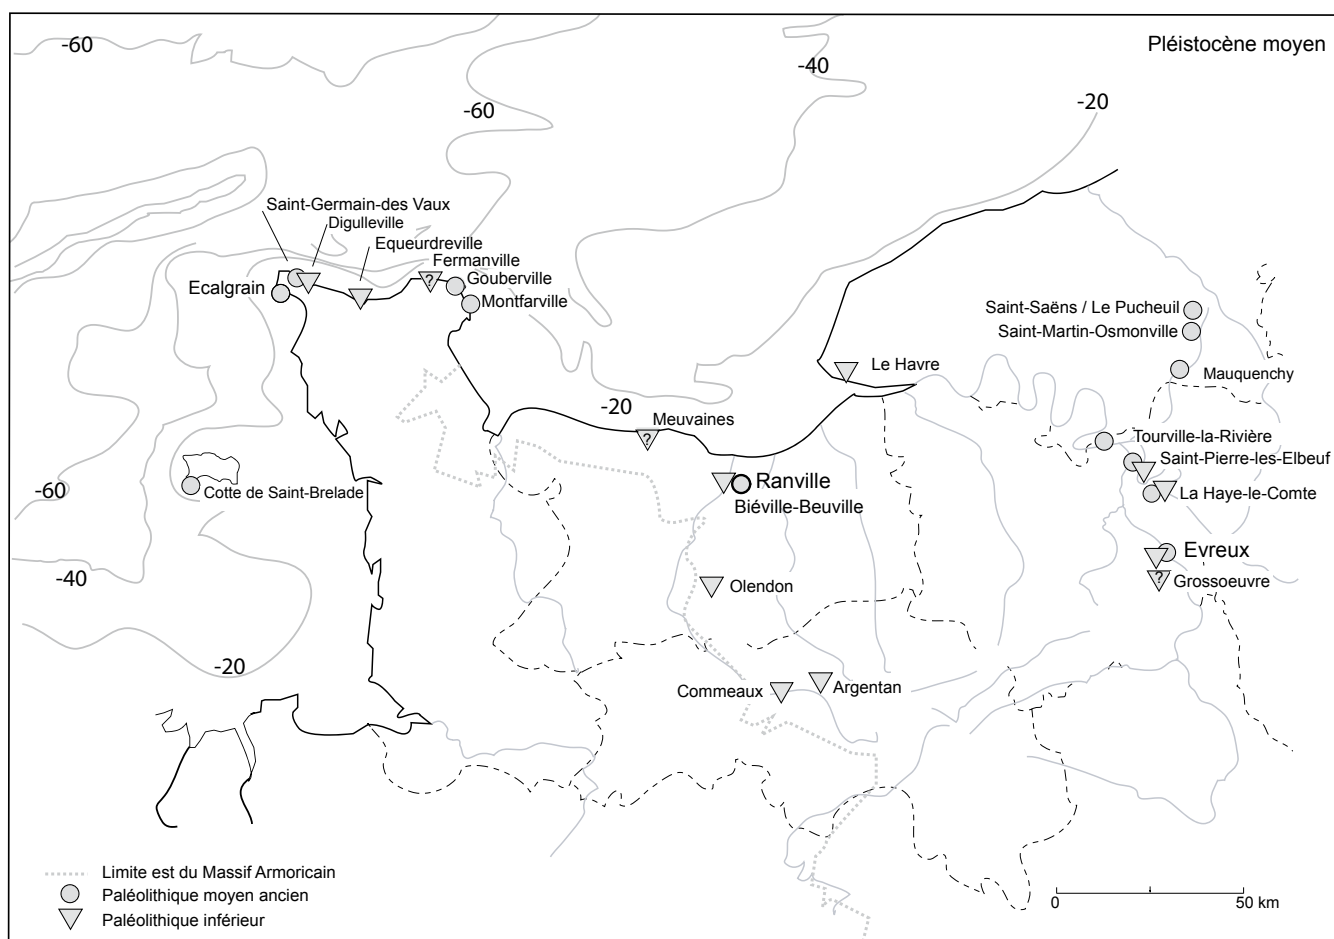 Pléistocène moyen
-60
-40
-60
-20
Saint-Germain-des Vaux
Digulleville
Equeurdreville
Fermanville
?
Gouberville
Ecalgrain
Montfarville
Saint-Saëns / Le Pucheuil
Saint-Martin-Osmonville
Le Havre
Mauquenchy
-20
Meuvaines
?
Tourville-la-Rivière
Saint-Pierre-les-Elbeuf
-60
Cotte de Saint-Brelade
Ranville
La Haye-le-Comte
Biéville-Beuville
Evreux
-40
Olendon
?
Grossoeuvre
-20
Commeaux
Argentan
Limite est du Massif Armoricain
Paléolithique moyen ancien
Paléolithique inférieur
0
50 km